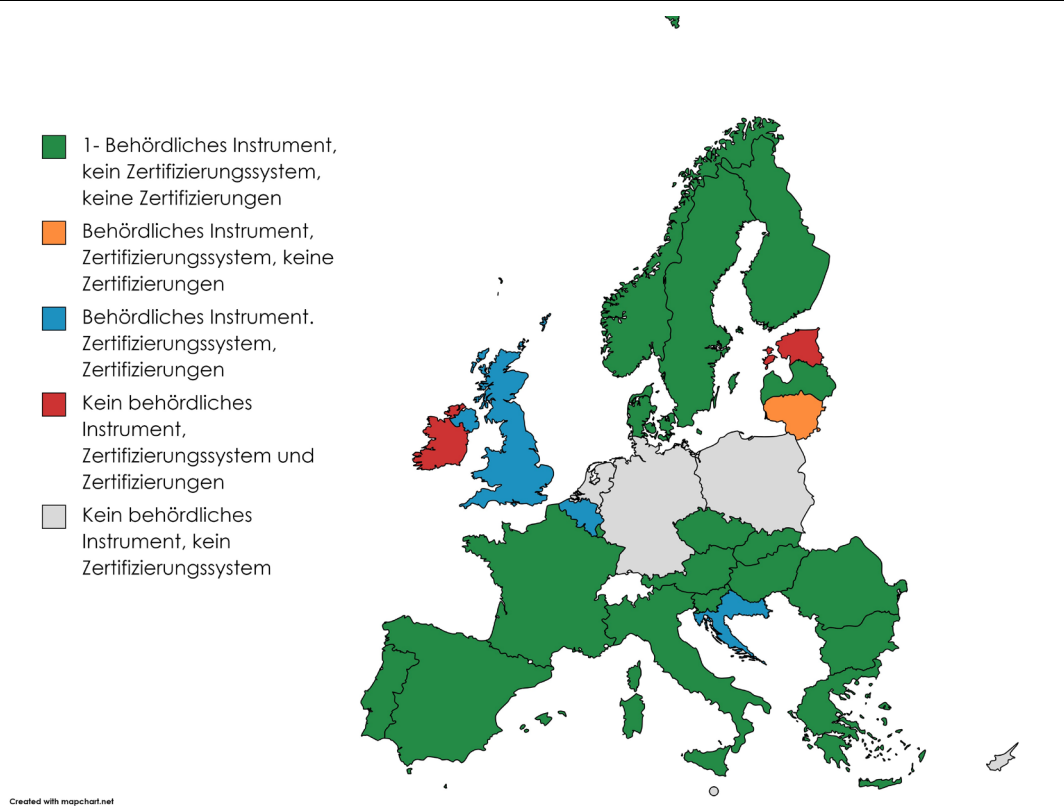 1- Behördliches Instrument,
kein Zertifizierungssystem,
keine Zertifizierungen
Behördliches Instrument,
Zertifizierungssystem, keine
Zertifizierungen
Behördliches Instrument.
Zertifizierungssystem,
Zertifizierungen
Kein behördliches
Instrument,
Zertifizierungssystem und
Zertifizierungen
Kein behördliches
Instrument, kein
Zertifizierungssystem
Created with mapchart.net